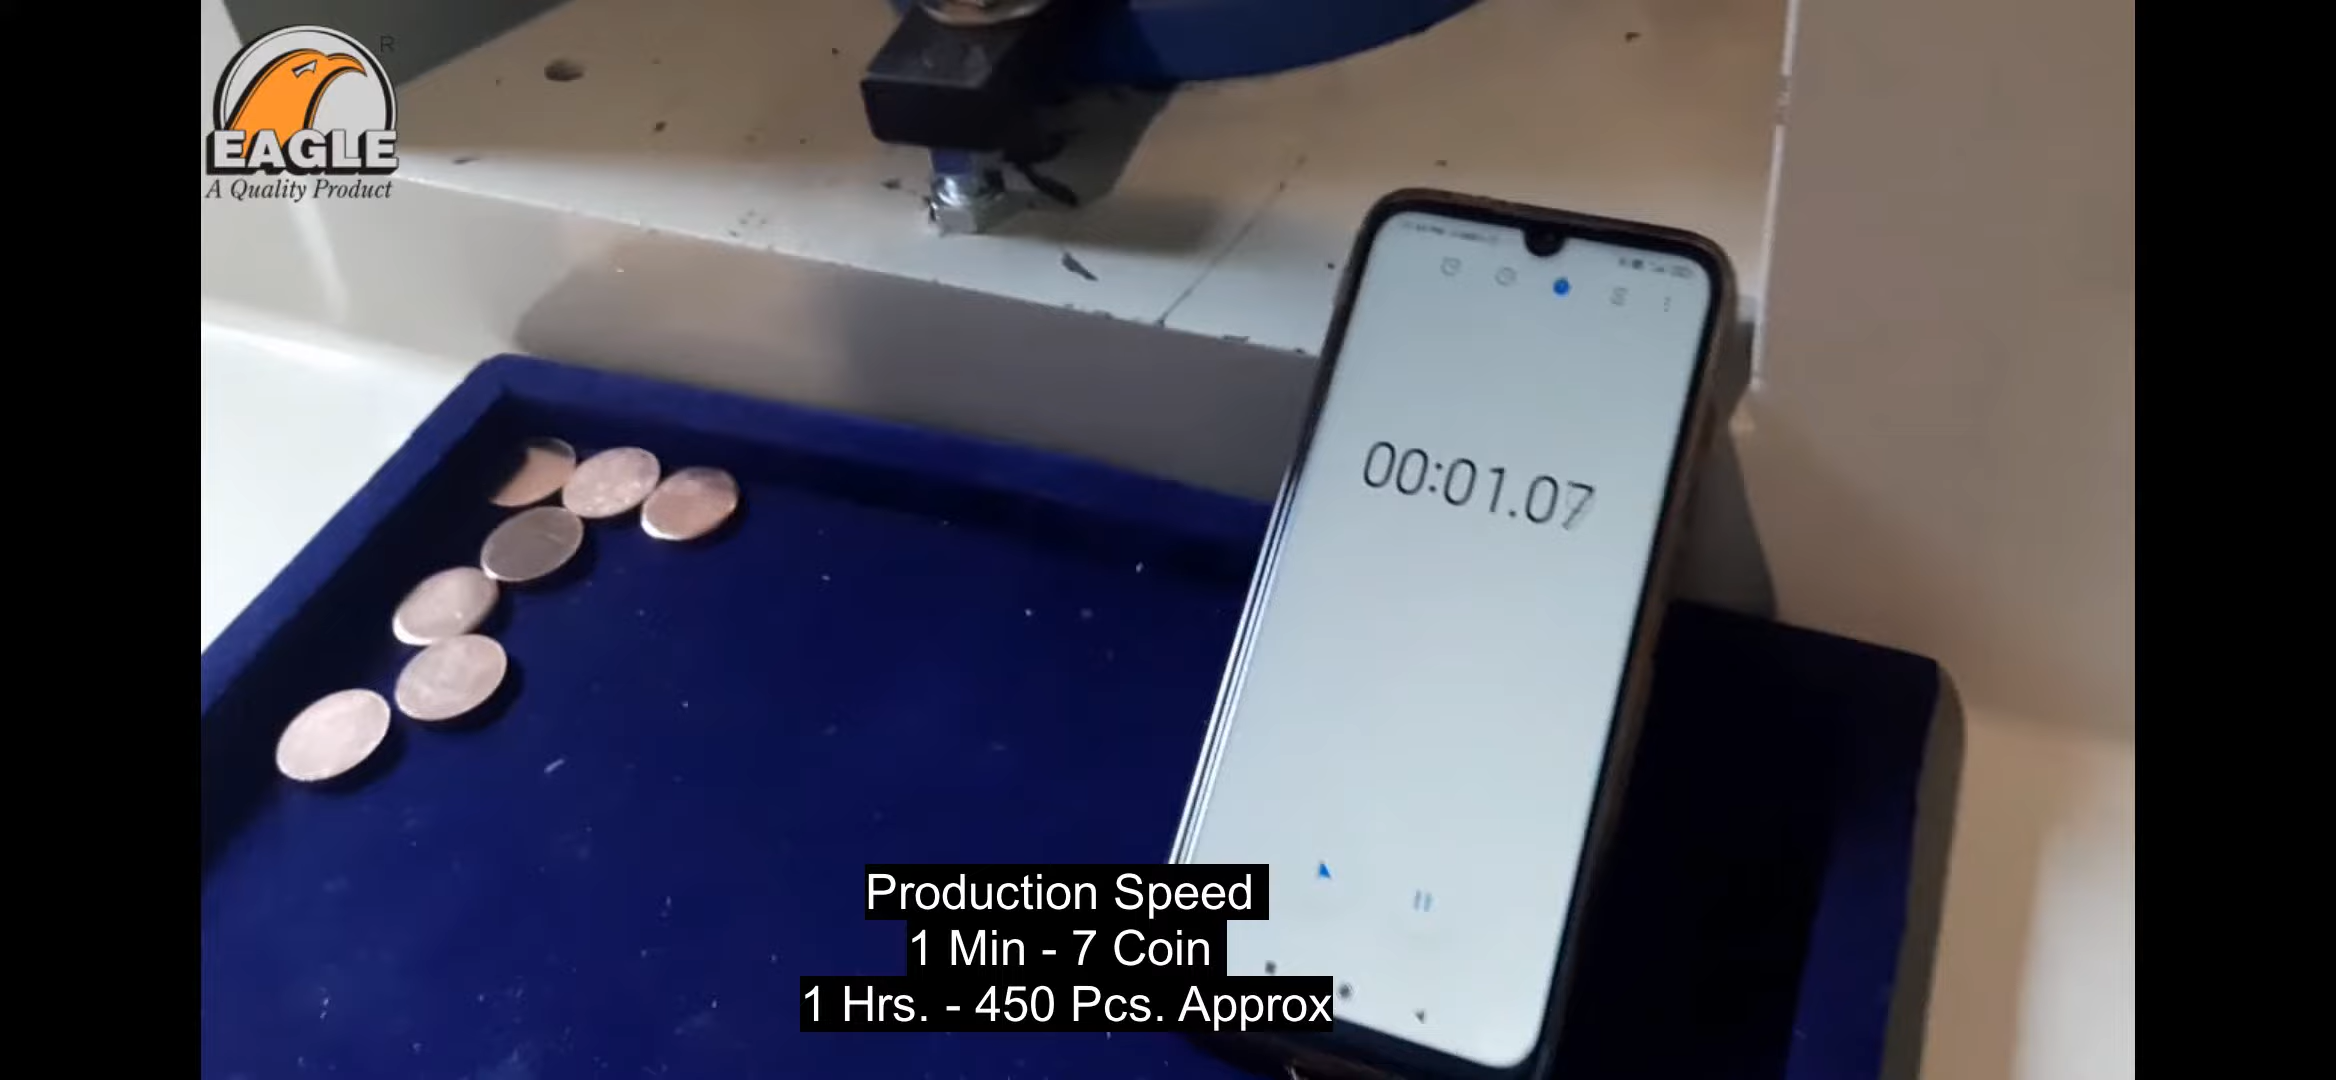 R
EAGLE
A Quality Product
00:01.07
Production Speed
1 Min - 7 Coin
1 Hrs. - 450 Pcs. Approx